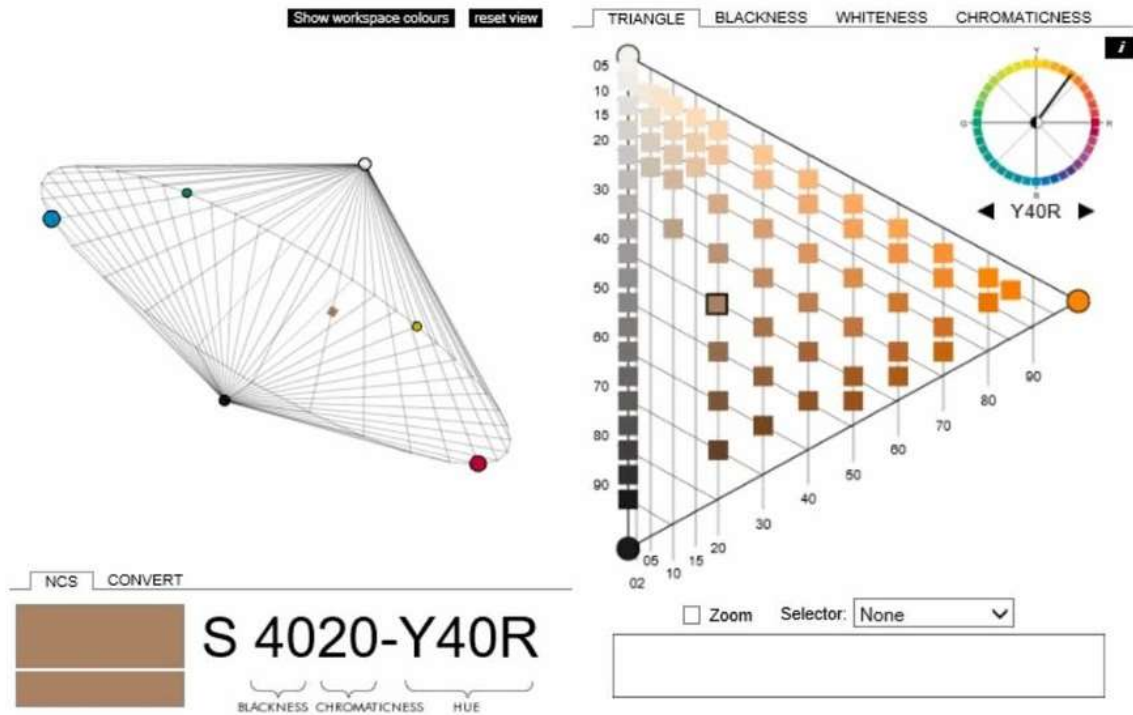 Show workspace colours reset view
TRIANGLE BLACKNESS WHITENESS CHROMATICNESS
i
Y
G
R
B
Y40R
05
10
15
20
30
40
50
60
70
80
90
02
05
10
15
20
30
40
50
60
70
80
90
NCS CONVERT
S 4020-Y40R
BLACKNESS CHROMATICNESS HUE
Zoom Selector: None